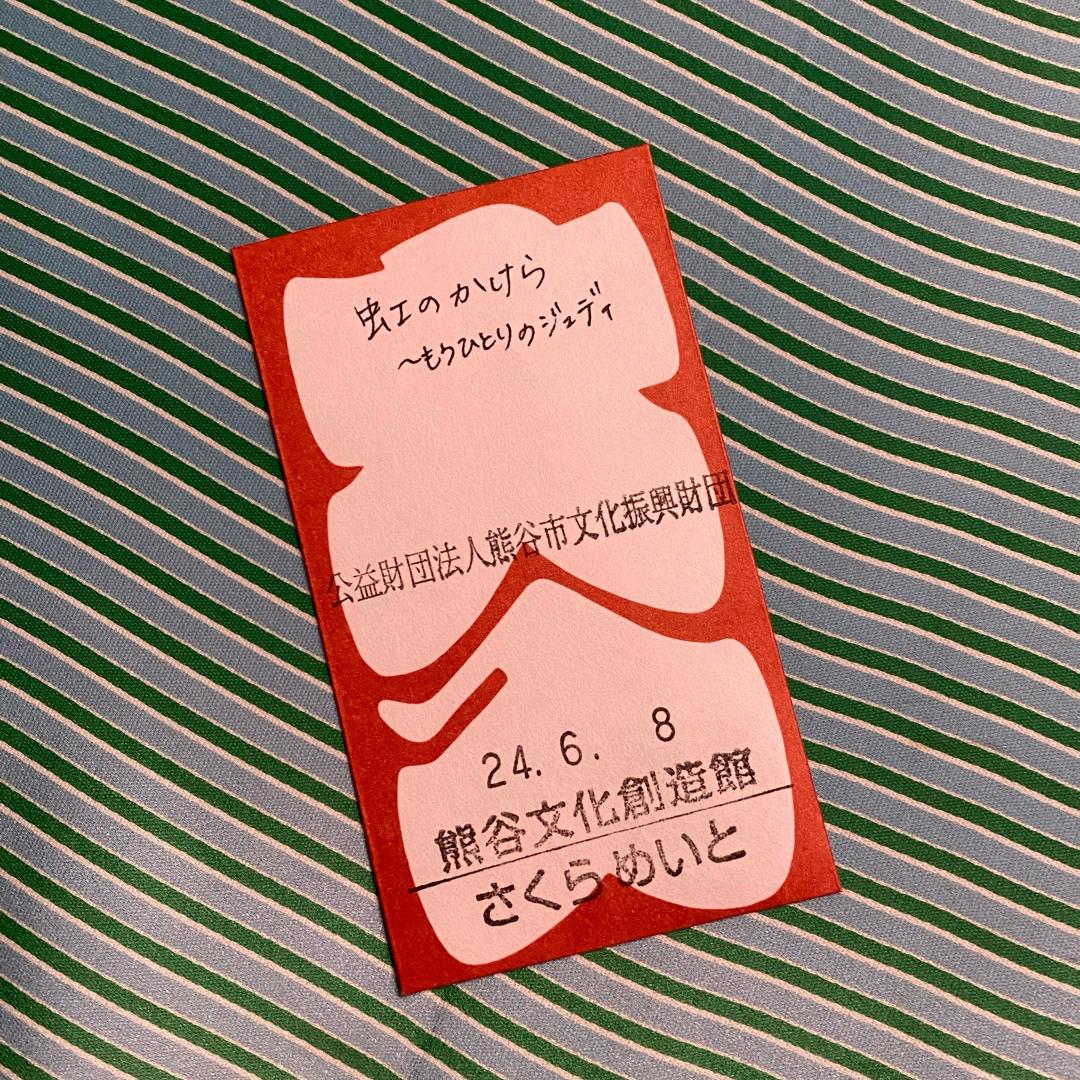 虹のかけら
～もうひとりのジュディ
公益財団法人熊谷市文化振興財団
24. 6. 8
熊谷文化創造館
さくらめいと